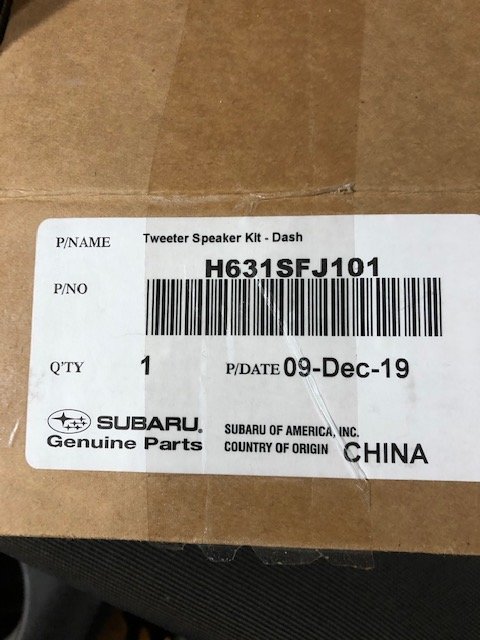 P/NAME Tweeter Speaker Kit - Dash
H631SFJ101
P/NO
Q'TY 1 P/DATE 09-Dec-19
SUBARU®
Genuine Parts
SUBARU OF AMERICA, INC.
COUNTRY OF ORIGIN CHINA